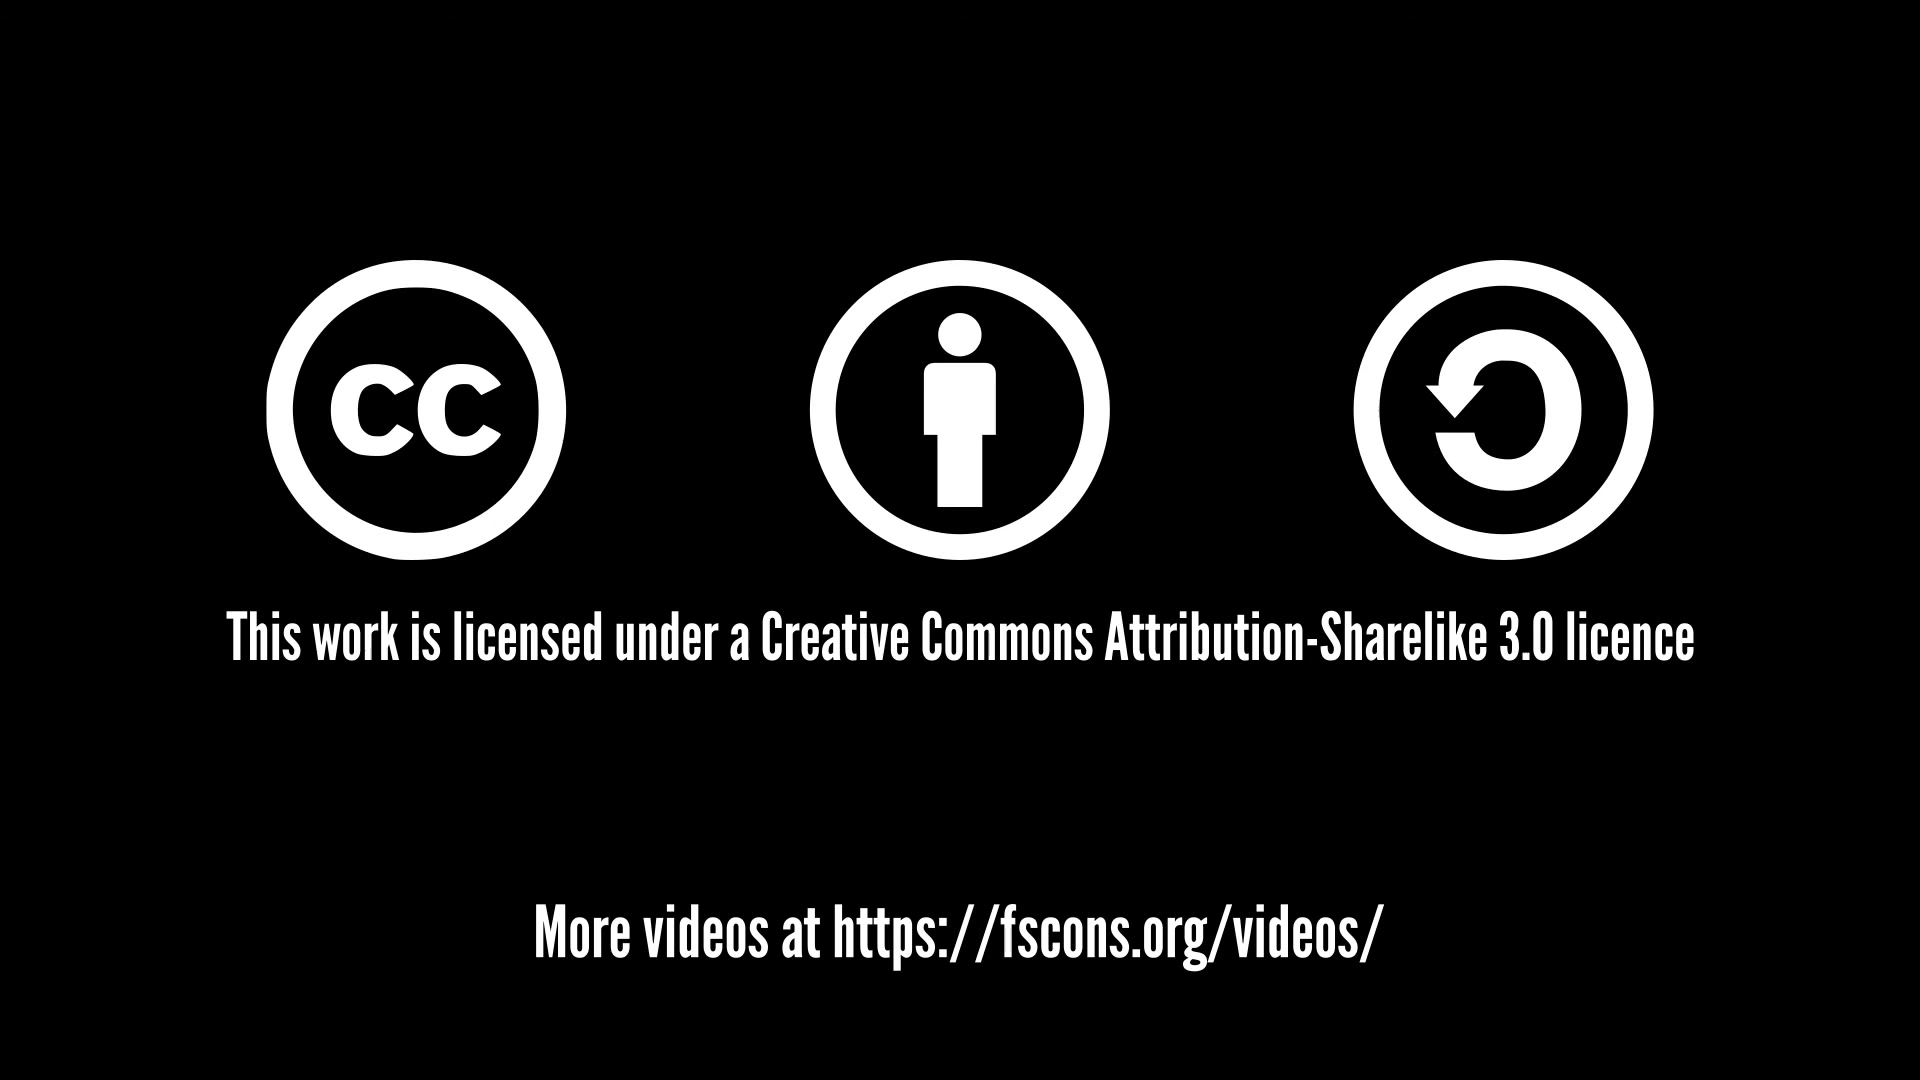 cc
This work is licensed under a Creative Commons Attribution-Sharelike 3.0 licence
More videos at https://fscons.org/videos/